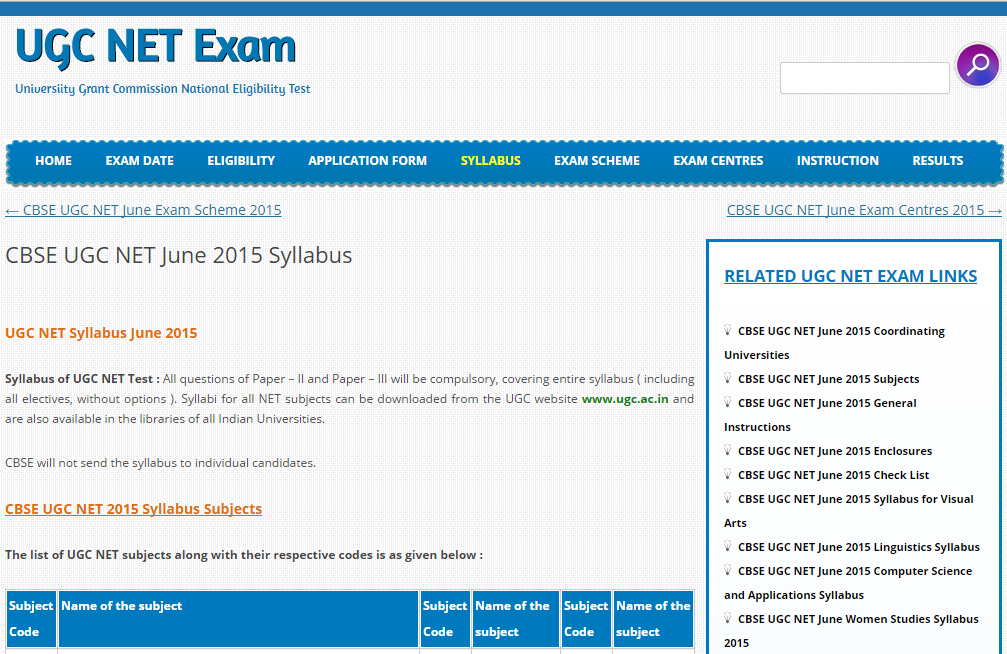 UGC NET Exam
Universiity Grant Commission National Eligibility Test
HOME EXAM DATE ELIGIBILITY APPLICATION FORM SYLLABUS EXAM SCHEME EXAM CENTRES INSTRUCTION RESULTS
← CBSE UGC NET June Exam Scheme 2015
CBSE UGC NET June Exam Centres 2015 →
CBSE UGC NET June 2015 Syllabus
UGC NET Syllabus June 2015
Syllabus of UGC NET Test : All questions of Paper – II and Paper – III will be compulsory, covering entire syllabus ( including
all electives, without options ). Syllabi for all NET subjects can be downloaded from the UGC website www.ugc.ac.in and
are also available in the libraries of all Indian Universities.
CBSE will not send the syllabus to individual candidates.
CBSE UGC NET 2015 Syllabus Subjects
The list of UGC NET subjects along with their respective codes is as given below :
Subject Name of the subject Subject Name of the Subject Name of the
Code Code subject Code subject
RELATED UGC NET EXAM LINKS
CBSE UGC NET June 2015 Coordinating
Universities
CBSE UGC NET June 2015 Subjects
CBSE UGC NET June 2015 General
Instructions
CBSE UGC NET June 2015 Enclosures
CBSE UGC NET June 2015 Check List
CBSE UGC NET June 2015 Syllabus for Visual
Arts
CBSE UGC NET June 2015 Linguistics Syllabus
CBSE UGC NET June 2015 Computer Science
and Applications Syllabus
CBSE UGC NET June Women Studies Syllabus
2015